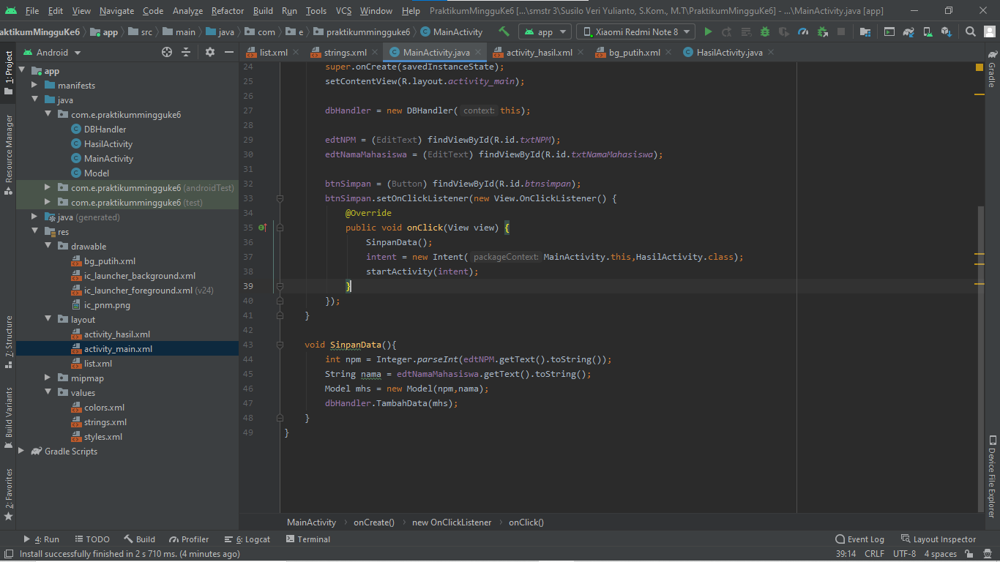 File Edit View Navigate Code Analyze Refactor Build Run Tools VCS Window Help PraktikumMingguKe6 [...\smstr 3\Susilo Veri Yulianto, S.Kom., M.T\PraktikumMingguKe6] - ...\MainActivity.java [app]
aktikumMingguKe6 app src main java com e praktikummingguke6 MainActivity app Xiaomi Redmi Note 8
Android list.xml strings.xml MainActivity.java activity_hasil.xml bg_putih.xml HasilActivity.java
1: Project
Resource Manager
7: Structure
Build Variants
2: Favorites
app
manifests
java
com.e.praktikummingguke6
DBHandler
HasilActivity
MainActivity
Model
com.e.praktikummingguke6 (androidTest)
com.e.praktikummingguke6 (test)
java (generated)
res
drawable
bg_putih.xml
ic_launcher_background.xml
ic_launcher_foreground.xml (v24)
ic_pnm.png
layout
activity_hasil.xml
activity_main.xml
list.xml
mipmap
values
colors.xml
strings.xml
styles.xml
Gradle Scripts
24 super.onCreate(savedInstanceState);
25 setContentView(R.layout.activity_main);
26
27 dbHandler = new DBHandler( context: this);
28
29 edtNPM = (EditText) findViewById(R.id.txtNPM);
30 edtNamaMahasiswa = (EditText) findViewById(R.id.txtNamaMahasiswa);
31
32 btnSimpan = (Button) findViewById(R.id.btnsimpan);
33 btnSimpan.setOnClickListener(new View.OnClickListener() {
34 @Override
35 public void onClick(View view) {
36 SinpanData();
37 intent = new Intent( packageContext: MainActivity.this,HasilActivity.class);
38 startActivity(intent);
39 }
40 });
41 }
42
43 void SinpanData(){
44 int npm = Integer.parseInt(edtNPM.getText().toString());
45 String nama = edtNamaMahasiswa.getText().toString();
46 Model mhs = new Model(npm,nama);
47 dbHandler.TambahData(mhs);
48 }
49 }
Gradle
Device File Explorer
MainActivity onCreate() new OnClickListener onClick()
4: Run TODO Build Profiler 6: Logcat Terminal Event Log Layout Inspector
Install successfully finished in 2 s 710 ms. (4 minutes ago) 39:14 CRLF UTF-8 4 spaces